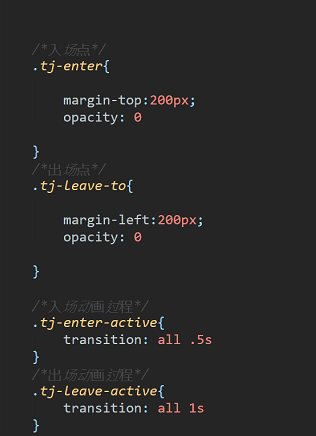 /*入场点*/
.tj-enter{
margin-top:200px;
opacity: 0
}
/*出场点*/
.tj-leave-to{
margin-left:200px;
opacity: 0
}
/*入场动画过程*/
.tj-enter-active{
transition: all .5s
}
/*出场动画过程*/
.tj-leave-active{
transition: all 1s
}